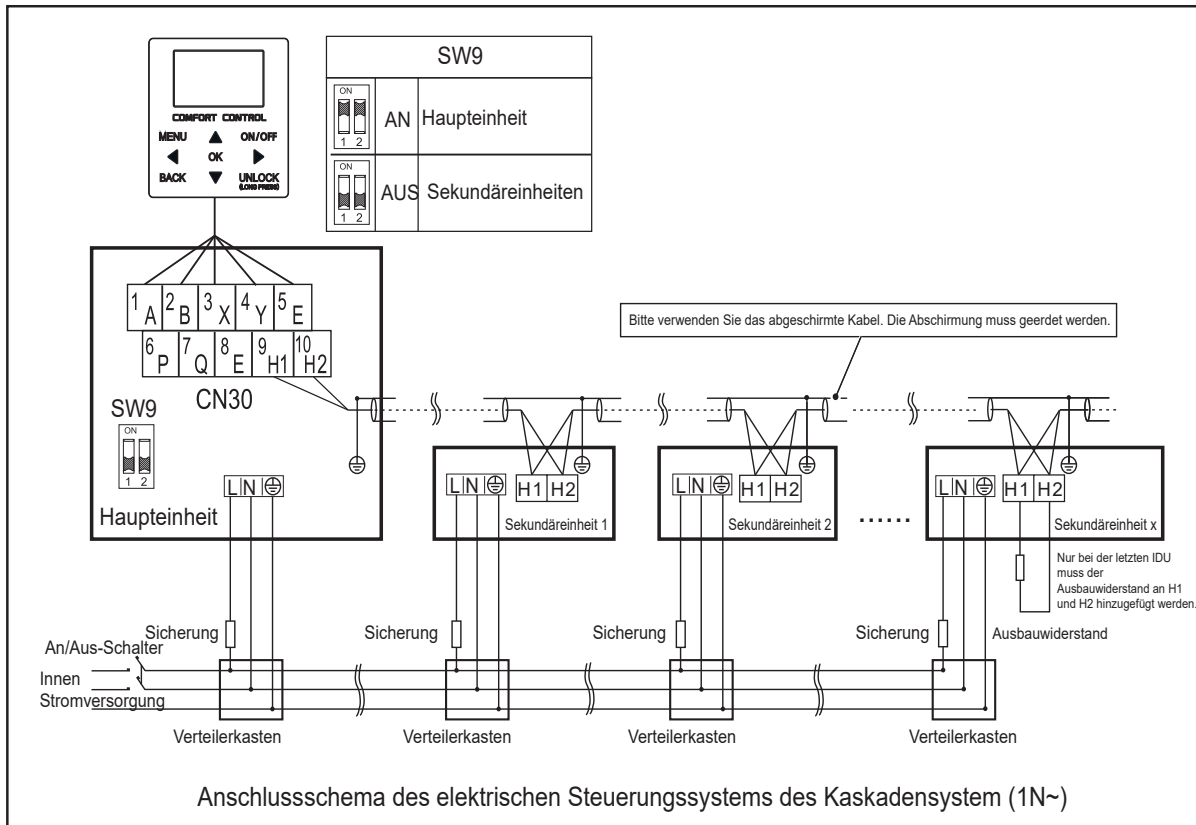 SW9
ON
1 2
AN
Haupteinheit
ON
1 2
AUS
Sekundäreinheiten
COMFORT CONTROL
MENU ON/OFF
OK
BACK UNLOCK
(LONG PRESS)
1 A 2 B 3 X 4 Y 5 E
6 P 7 Q 8 E 9 H1 10 H2
CN30
SW9
ON
1 2
L N
Haupteinheit
Bitte verwenden Sie das abgeschirmte Kabel. Die Abschirmung muss geerdet werden.
L N
H1 H2
Sekundäreinheit 1
L N
H1 H2
Sekundäreinheit 2
......
L N
H1 H2
Sekundäreinheit x
Nur bei der letzten IDU
muss der
Ausbauwiderstand an H1
und H2 hinzugefügt werden.
Ausbauwiderstand
Sicherung
Sicherung
Sicherung
Sicherung
An/Aus-Schalter
Innen
Stromversorgung
Verteilerkasten
Verteilerkasten
Verteilerkasten
Verteilerkasten
Anschlussschema des elektrischen Steuerungssystems des Kaskadensystem (1N~)